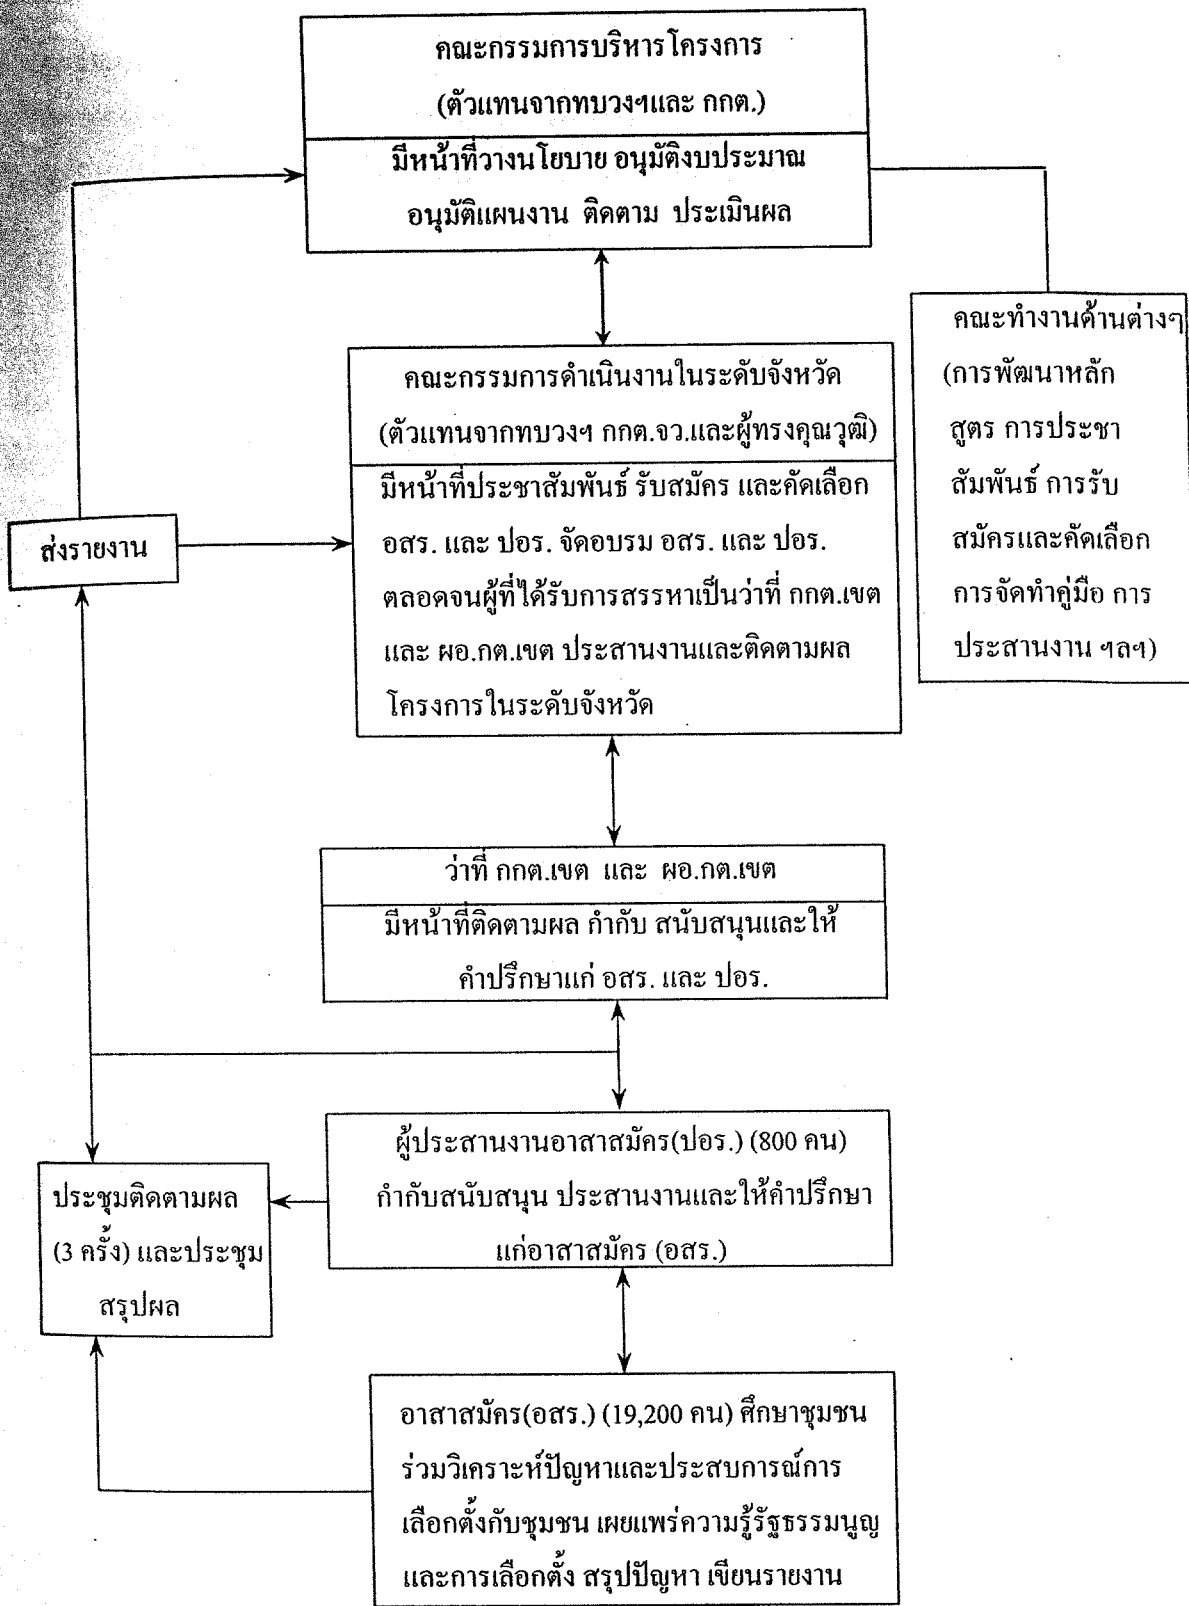 คณะกรรมการบริหารโครงการ
(ตัวแทนจากทบวงฯและ กกต.)
มีหน้าที่วางนโยบาย อนุมัติงบประมาณ
อนุมัติแผนงาน ติดตาม ประเมินผล
คณะทำงานด้านต่างๆ
(การพัฒนาหลัก
สูตร การประชา
สัมพันธ์ การรับ
สมัครและคัดเลือก
การจัดทำคู่มือ การ
ประสานงาน ฯลฯ)
คณะกรรมการดำเนินงานในระดับจังหวัด
(ตัวแทนจากทบวงฯ กกต.จว.และผู้ทรงคุณวุฒิ)
มีหน้าที่ประชาสัมพันธ์ รับสมัคร และคัดเลือก
อสร. และ ปอร. จัดอบรม อสร. และ ปอร.
ตลอดจนผู้ที่ได้รับการสรรหาเป็นว่าที่ กกต.เขต
และ ผอ.กต.เขต ประสานงานและติดตามผล
โครงการในระดับจังหวัด
ส่งรายงาน
ว่าที่ กกต.เขต และ ผอ.กต.เขต
มีหน้าที่ติดตามผล กำกับ สนับสนุนและให้
คำปรึกษาแก่ อสร. และ ปอร.
ผู้ประสานงานอาสาสมัคร(ปอร.) (800 คน)
กำกับสนับสนุน ประสานงานและให้คำปรึกษา
แก่อาสาสมัคร (อสร.)
ประชุมติดตามผล
(3 ครั้ง) และประชุม
สรุปผล
อาสาสมัคร(อสร.) (19,200 คน) ศึกษาชุมชน
ร่วมวิเคราะห์ปัญหาและประสบการณ์การ
เลือกตั้งกับชุมชน เผยแพร่ความรู้รัฐธรรมนูญ
และการเลือกตั้ง สรุปปัญหา เขียนรายงาน